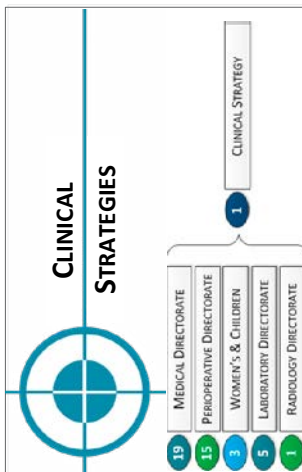 CLINICAL
STRATEGIES
19 MEDICAL DIRECTORATE
15 PERIOPERATIVE DIRECTORATE
3 WOMEN'S & CHILDREN
5 LABORATORY DIRECTORATE
1 RADIOLOGY DIRECTORATE
1 CLINICAL STRATEGY